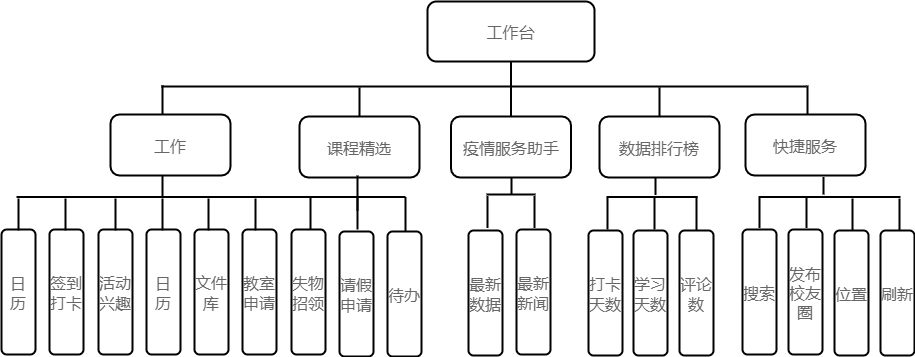 工作台
工作
课程精选
疫情服务助手
数据排行榜
快捷服务
日
历
签到
打卡
活动
兴趣
日
历
文件
库
教室
申请
失物
招领
请假
申请
待办
最新
数据
最新
新闻
打卡
天数
学习
天数
评论
数
搜索
发布
校友
圈
位置
刷新